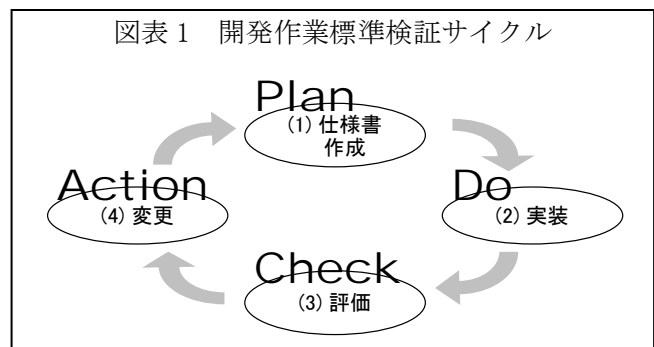 図表1 開発作業標準検証サイクル
Plan
(1) 仕様書
作成
Do
(2) 実装
Check
(3) 評価
Action
(4) 変更